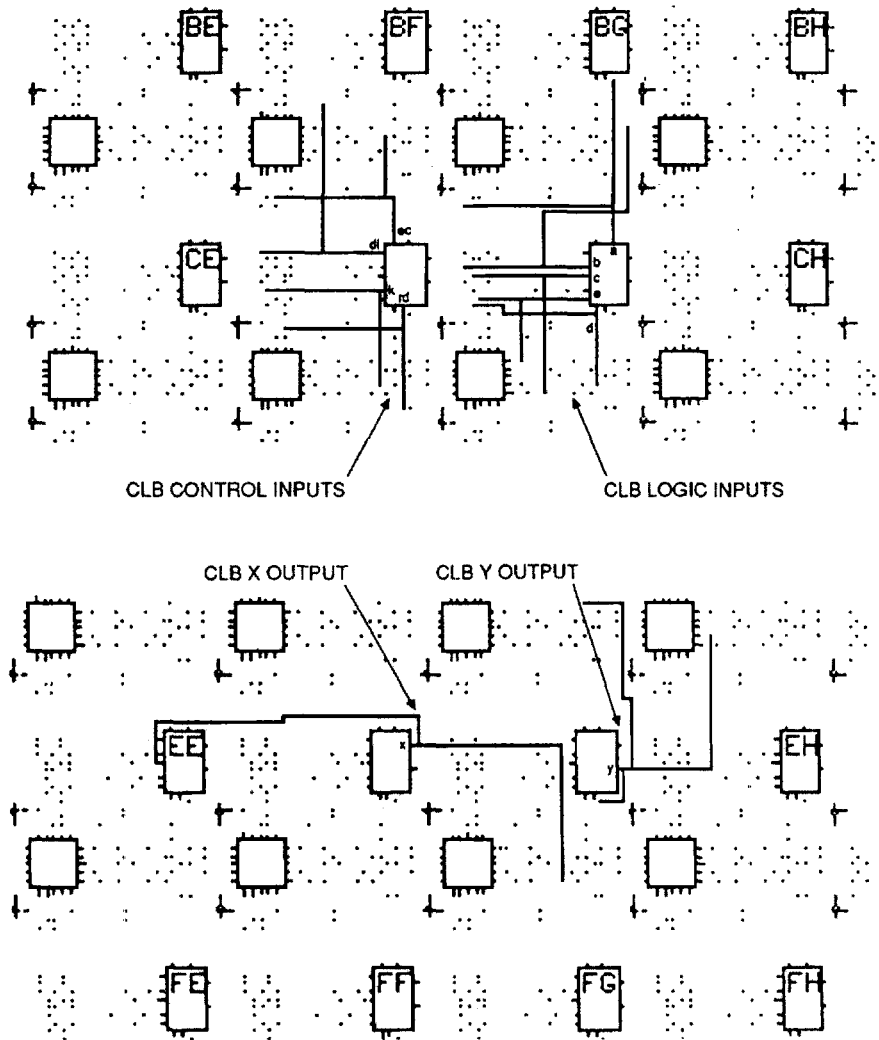 BE BF BG BH
ec
di
CE a CH
b
c
k e
rd
d
CLB CONTROL INPUTS CLB LOGIC INPUTS
CLB X OUTPUT CLB Y OUTPUT
EE x EH
y
FE FF FG FH